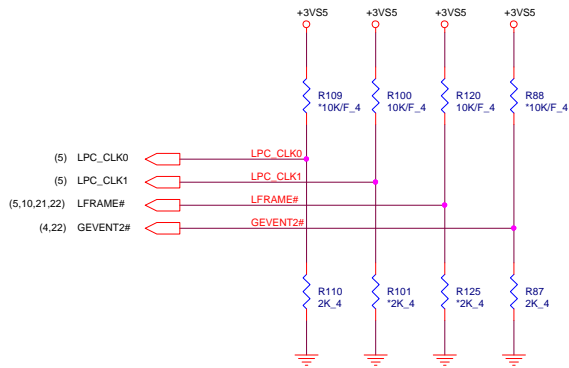 +3VS5 +3VS5 +3VS5 +3VS5
R109 R100 R120 R88
*10K/F_4 10K/F_4 10K/F_4 *10K/F_4
(5) LPC_CLK0 LPC_CLK0
(5) LPC_CLK1 LPC_CLK1
(5,10,21,22) LFRAME# LFRAME#
(4,22) GEVENT2# GEVENT2#
R110 R101 R125 R87
2K_4 *2K_4 *2K_4 2K_4